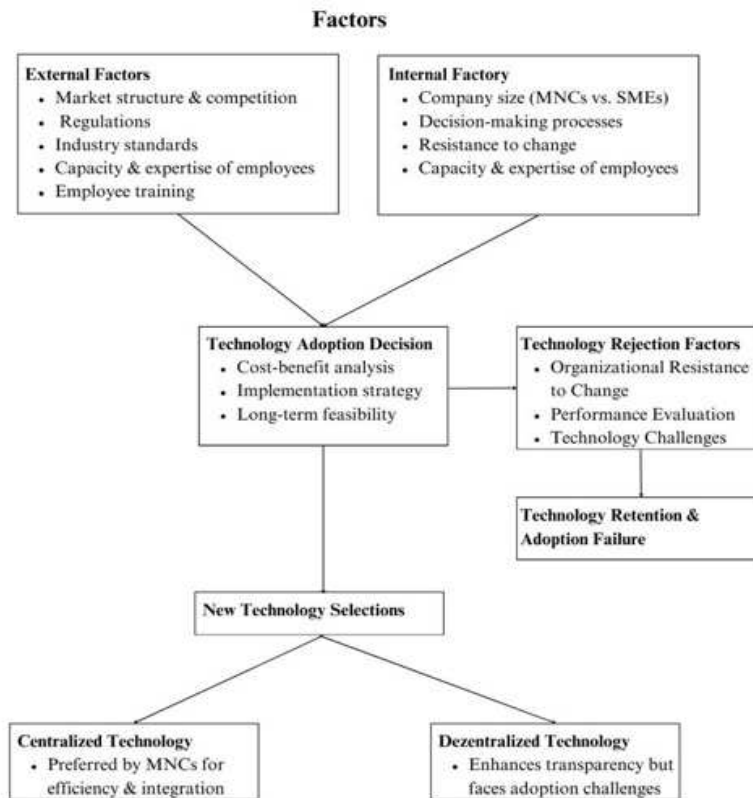 Factors
External Factors
• Market structure & competition
• Regulations
• Industry standards
• Capacity & expertise of employees
• Employee training
Internal Factory
• Company size (MNCs vs. SMEs)
• Decision-making processes
• Resistance to change
• Capacity & expertise of employees
Technology Adoption Decision
• Cost-benefit analysis
• Implementation strategy
• Long-term feasibility
Technology Rejection Factors
• Organizational Resistance
to Change
• Performance Evaluation
• Technology Challenges
Technology Retention &
Adoption Failure
New Technology Selections
Centralized Technology
• Preferred by MNCs for
efficiency & integration
Dezentralized Technology
• Enhances transparency but
faces adoption challenges